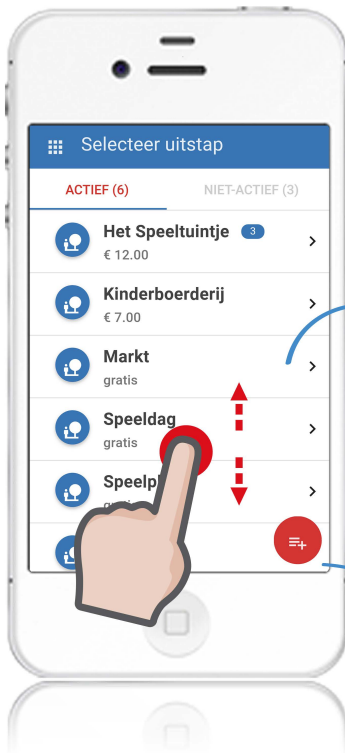 Selecteer uitstap
ACTIEF (6)
NIET-ACTIEF (3)
Het Speeltuintje 3
€ 12.00
Kinderboerderij
€ 7.00
Markt
gratis
Speeldag
gratis